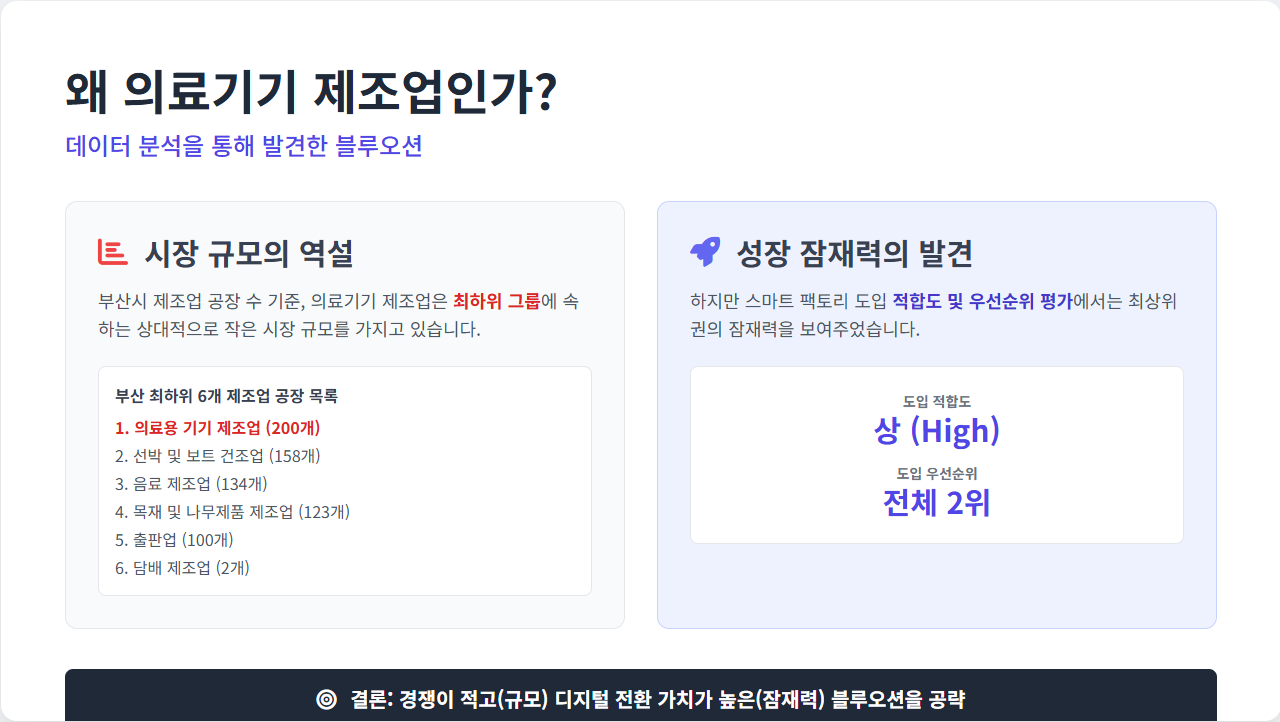 왜 의료기기 제조업인가?
데이터 분석을 통해 발견한 블루오션
시장 규모의 역설
부산시 제조업 공장 수 기준, 의료기기 제조업은 최하위 그룹에 속
하는 상대적으로 작은 시장 규모를 가지고 있습니다.
부산 최하위 6개 제조업 공장 목록
1. 의료용 기기 제조업 (200개)
2. 선박 및 보트 건조업 (158개)
3. 음료 제조업 (134개)
4. 목재 및 나무제품 제조업 (123개)
5. 출판업 (100개)
6. 담배 제조업 (2개)
성장 잠재력의 발견
하지만 스마트 팩토리 도입 적합도 및 우선순위 평가에서는 최상위
권의 잠재력을 보여주었습니다.
도입 적합도
상 (High)
도입 우선순위
전체 2위
결론: 경쟁이 적고(규모) 디지털 전환 가치가 높은(잠재력) 블루오션을 공략